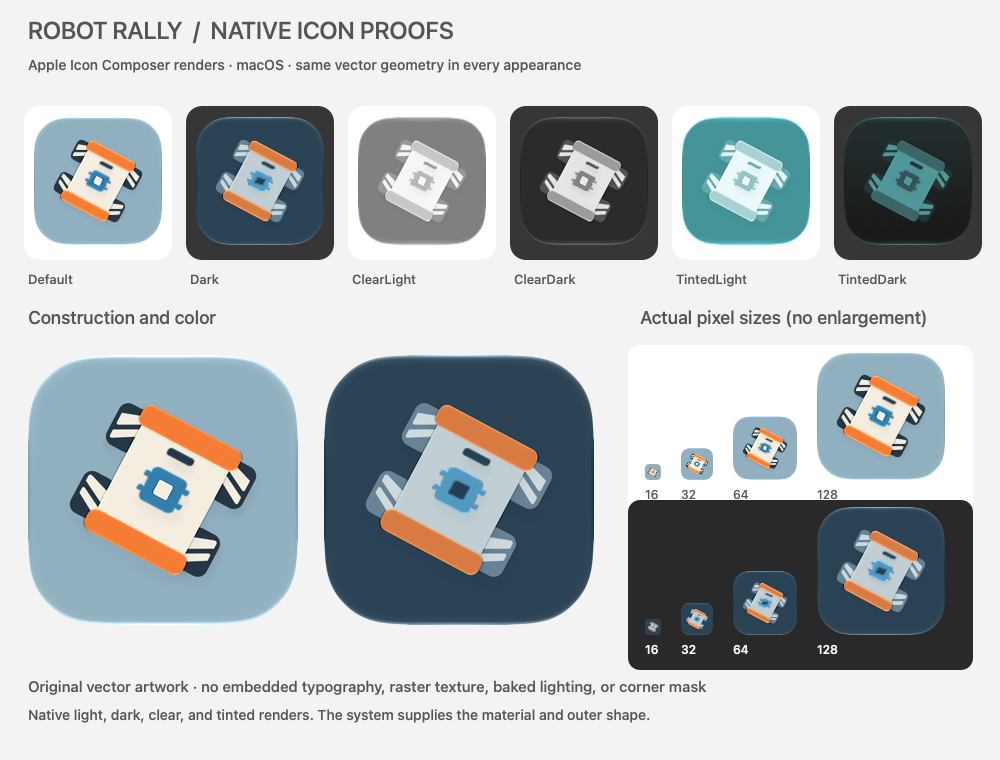 ROBOT RALLY / NATIVE ICON PROOFS
Apple Icon Composer renders · macOS · same vector geometry in every appearance
Default
Dark
ClearLight
ClearDark
TintedLight
TintedDark
Construction and color
Actual pixel sizes (no enlargement)
16
32
64
128
16
32
64
128
Original vector artwork · no embedded typography, raster texture, baked lighting, or corner mask
Native light, dark, clear, and tinted renders. The system supplies the material and outer shape.